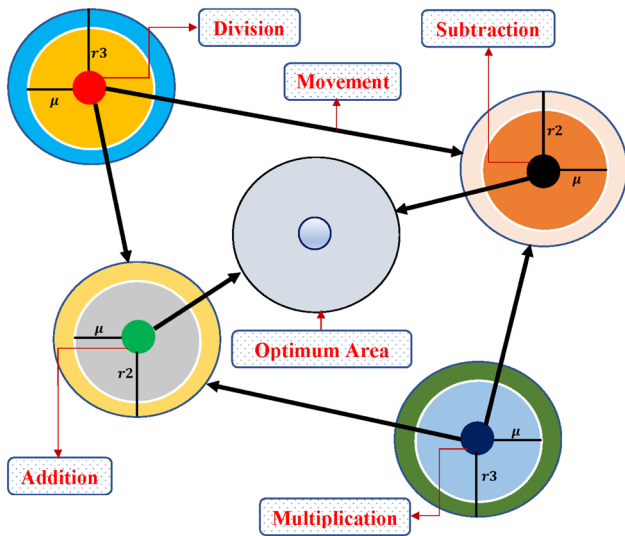 Division
Subtraction
r3
Movement
μ
r2
μ
μ
r2
Optimum Area
μ
r3
Addition
Multiplication